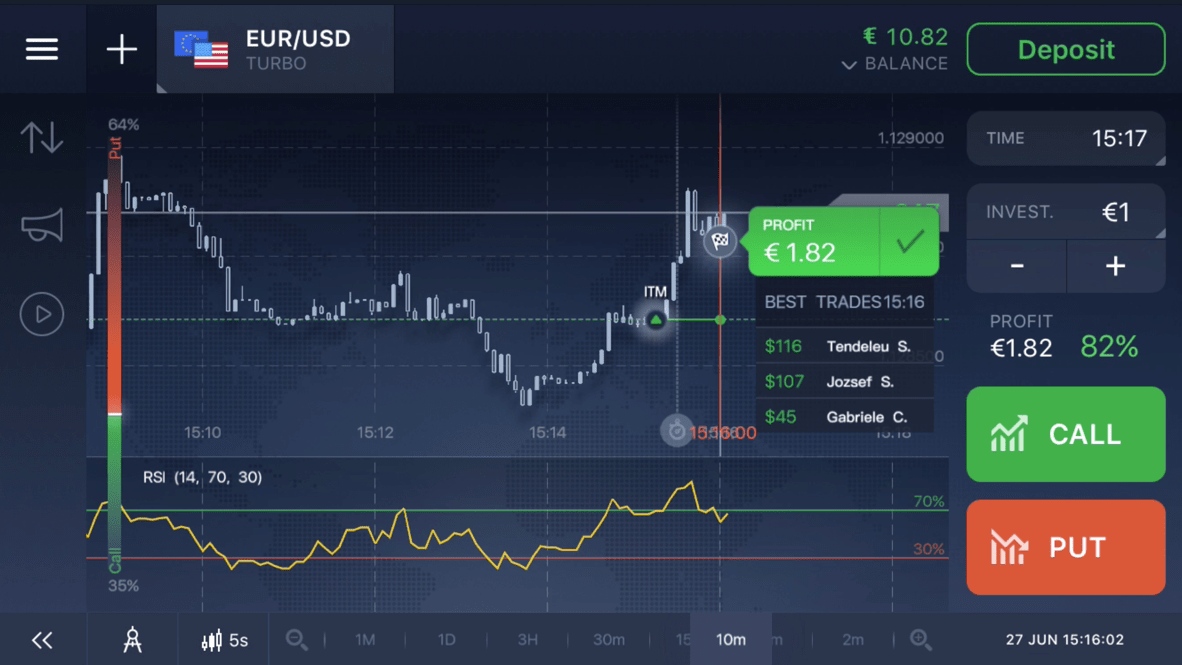 EUR/USD
TURBO
€ 10.82
BALANCE
Deposit
64%
Put
1.129000
TIME 15:17
INVEST. €1
- +
PROFIT
€ 1.82
ITM
BEST TRADES 15:16
$116 Tendeleu S.
$107 Jozsef S.
$45 Gabriele C.
PROFIT
€1.82 82%
CALL
PUT
15:10 15:12 15:14 15:16:00 15:16
RSI (14, 70, 30)
70%
30%
Call
35%
5s 1M 1D 3H 30m 15 10m m 2m
27 JUN 15:16:02